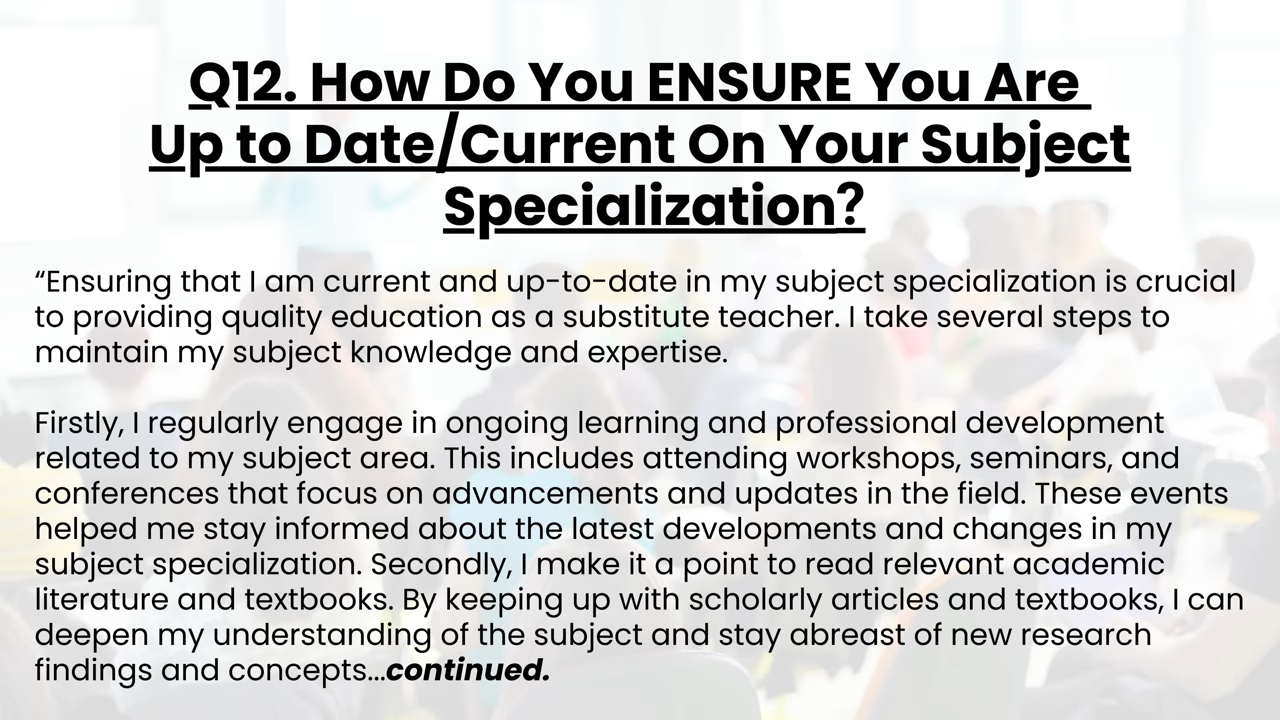 Q12. How Do You ENSURE You Are
Up to Date/Current On Your Subject
Specialization?
“Ensuring that I am current and up-to-date in my subject specialization is crucial
to providing quality education as a substitute teacher. I take several steps to
maintain my subject knowledge and expertise.
Firstly, I regularly engage in ongoing learning and professional development
related to my subject area. This includes attending workshops, seminars, and
conferences that focus on advancements and updates in the field. These events
helped me stay informed about the latest developments and changes in my
subject specialization. Secondly, I make it a point to read relevant academic
literature and textbooks. By keeping up with scholarly articles and textbooks, I can
deepen my understanding of the subject and stay abreast of new research
findings and concepts...continued.